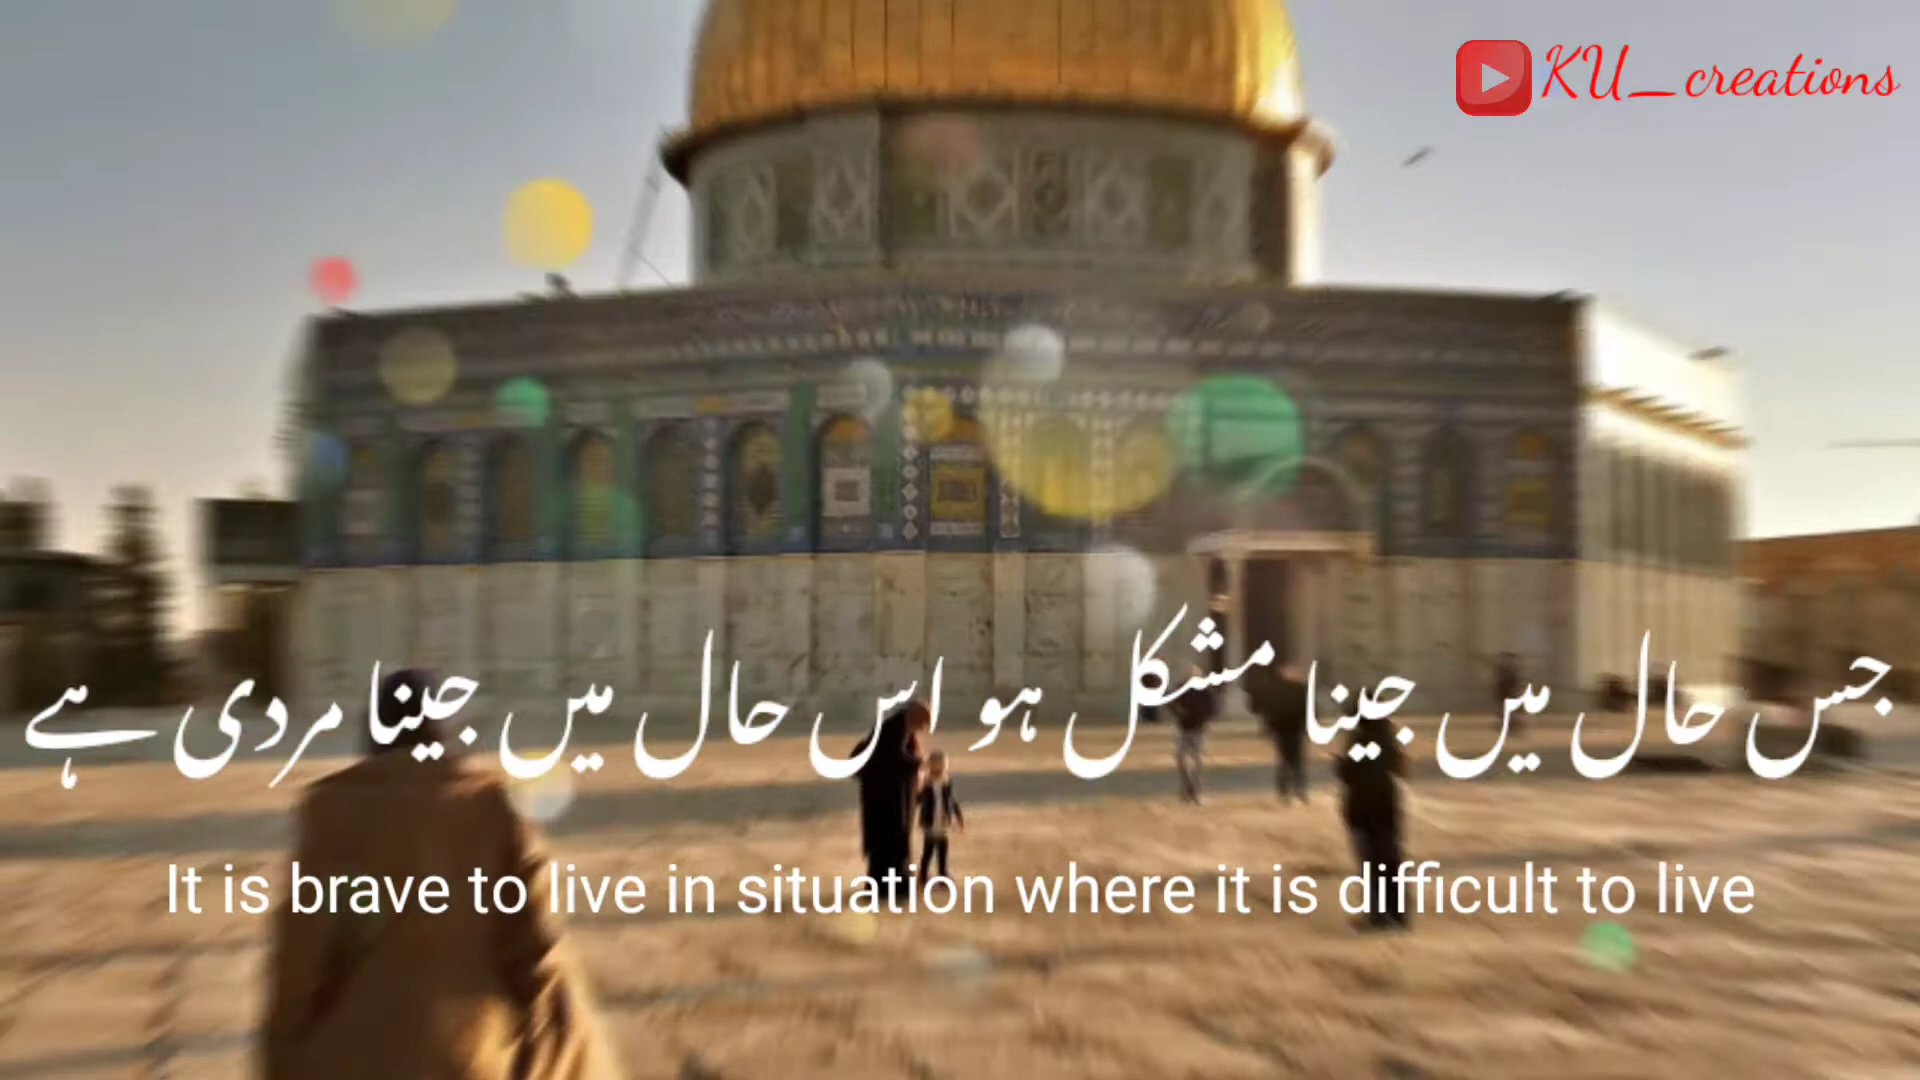 KU_creations
جس حال میں جینا مشکل ہو اس حال میں جینا مردی ہے
It is brave to live in situation where it is difficult to live